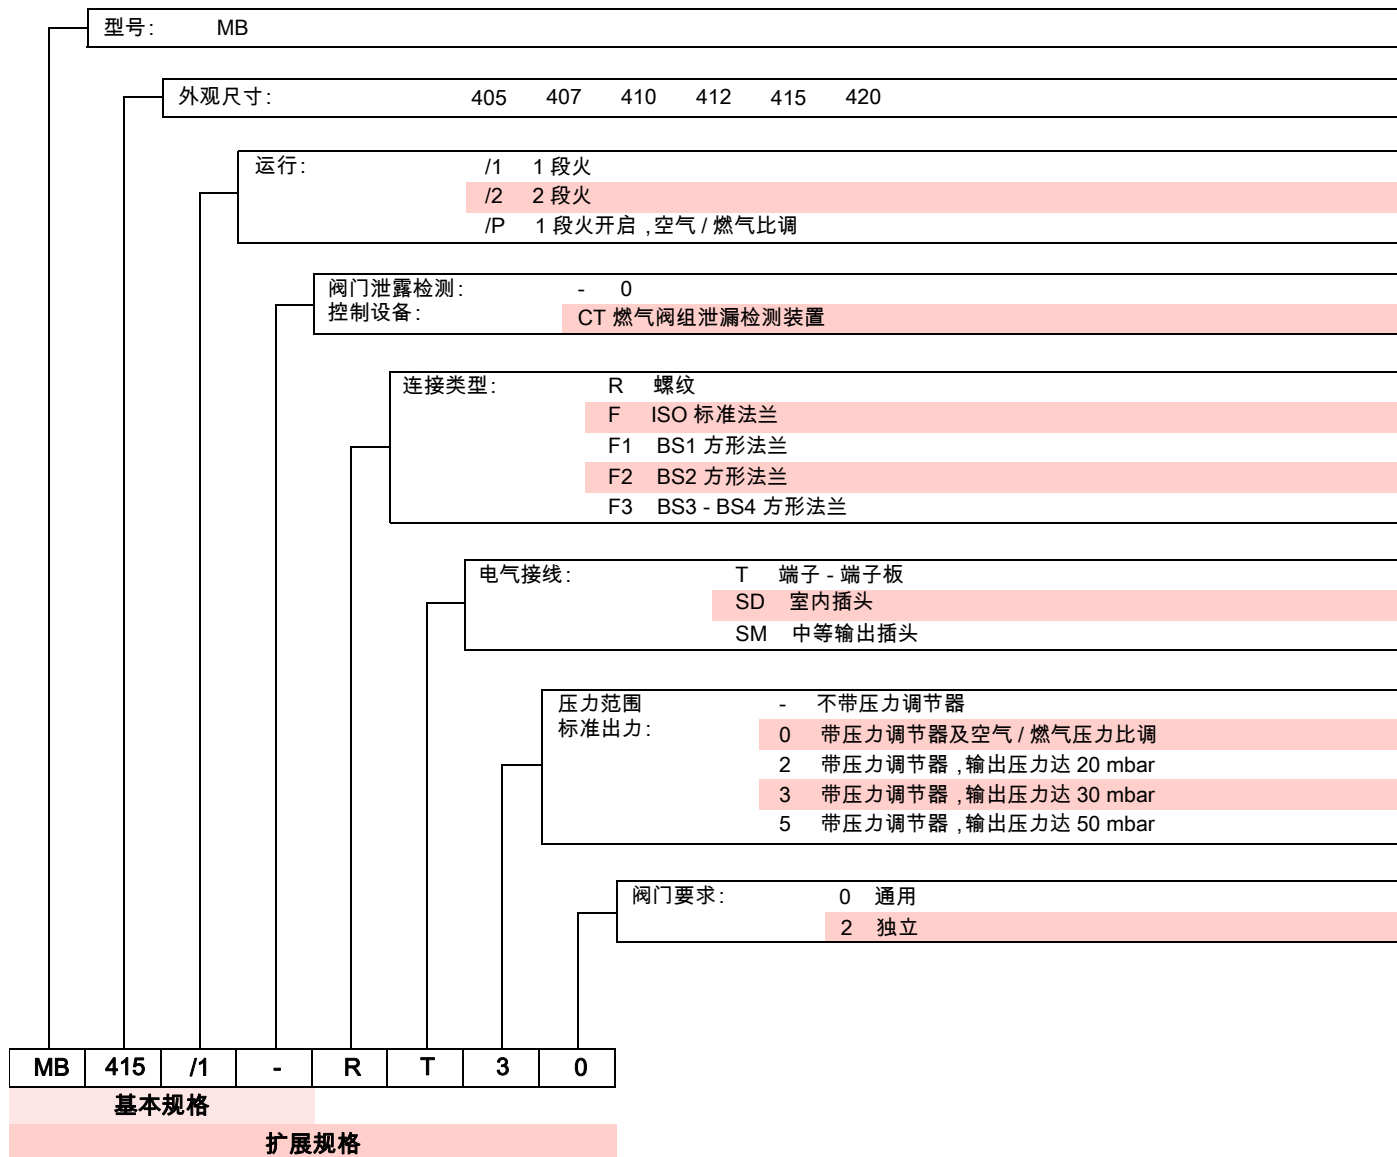 型号: MB
外观尺寸: 405 407 410 412 415 420
运行: /1 1 段火
/2 2 段火
/P 1 段火开启 ,空气 / 燃气比调
阀门泄露检测: - 0
控制设备: CT 燃气阀组泄漏检测装置
连接类型: R 螺纹
F ISO 标准法兰
F1 BS1 方形法兰
F2 BS2 方形法兰
F3 BS3 - BS4 方形法兰
电气接线: T 端子 - 端子板
SD 室内插头
SM 中等输出插头
压力范围 - 不带压力调节器
标准出力: 0 带压力调节器及空气 / 燃气压力比调
2 带压力调节器 ,输出压力达 20 mbar
3 带压力调节器 ,输出压力达 30 mbar
5 带压力调节器 ,输出压力达 50 mbar
阀门要求: 0 通用
2 独立
MB 415 /1 - R T 3 0
基本规格
扩展规格